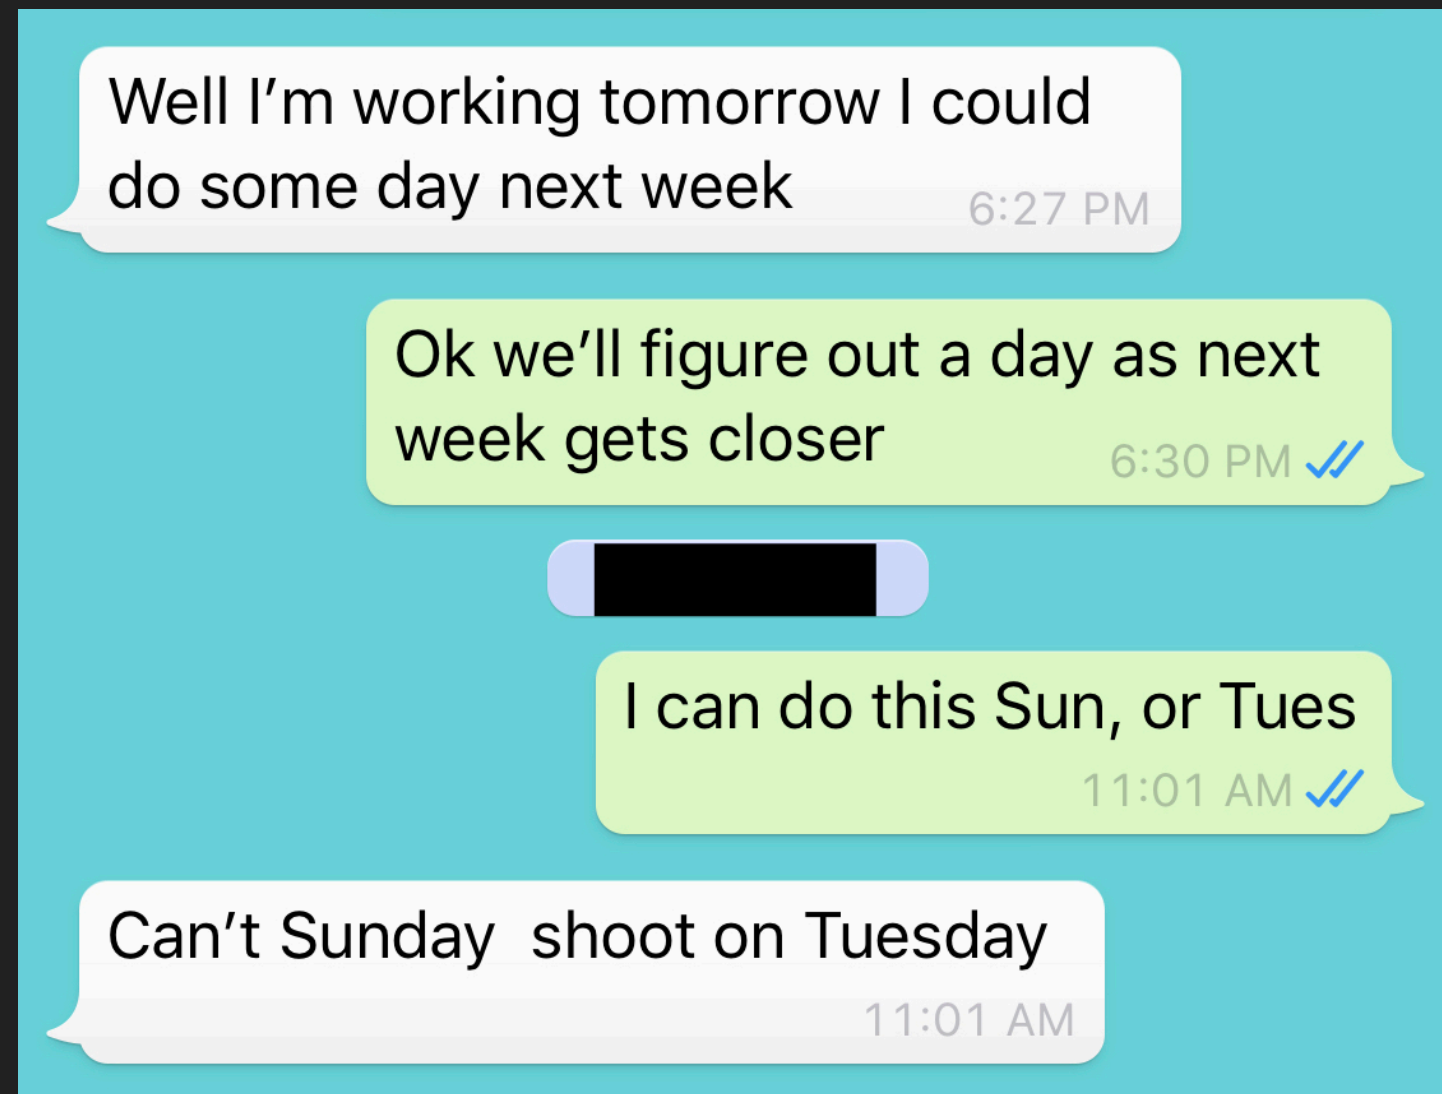 Well I’m working tomorrow I could
do some day next week
6:27 PM
Ok we’ll figure out a day as next
week gets closer
6:30 PM
I can do this Sun, or Tues
11:01 AM
Can’t Sunday  shoot on Tuesday
11:01 AM